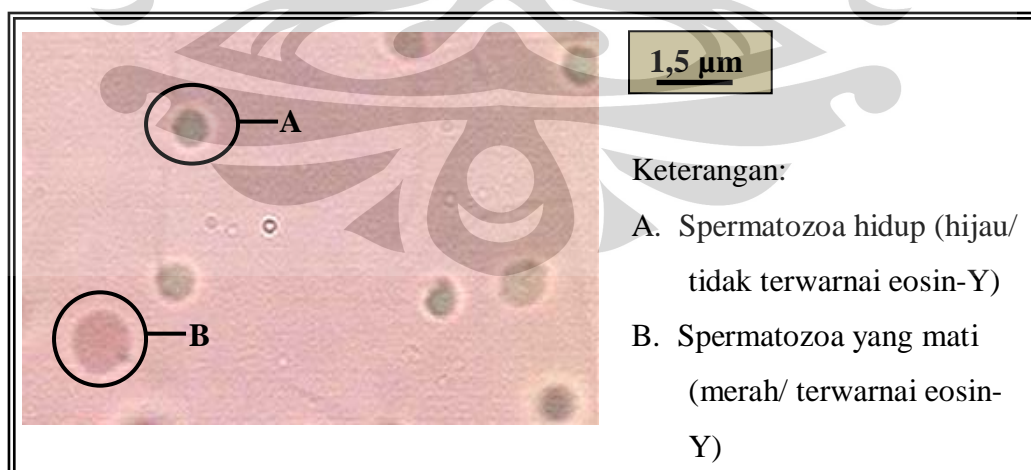 1,5 μm
A
B
Keterangan:
A. Spermatozoa hidup (hijau/
tidak terwarnai eosin-Y)
B. Spermatozoa yang mati
(merah/ terwarnai eosin-
Y)